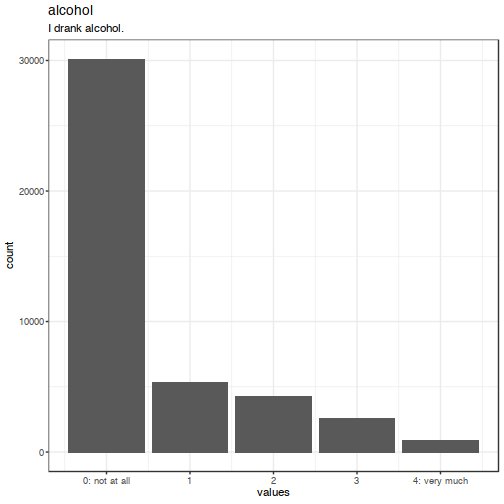 alcohol
I drank alcohol.
count
30000
20000
10000
0
0: not at all 1 2 3 4: very much
values